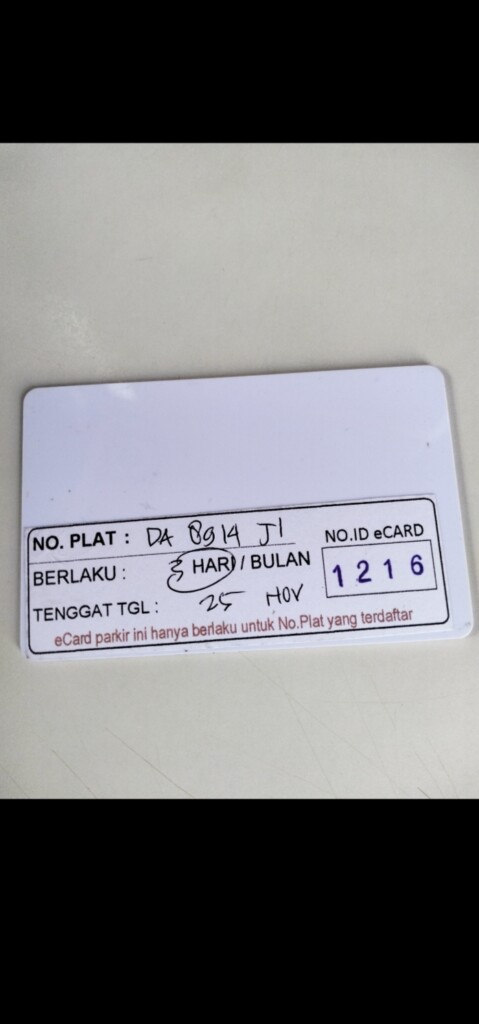 NO. PLAT : DA 8914 JI
NO.ID eCARD
BERLAKU : 3 HARI / BULAN
1216
TENGGAT TGL : 25 NOV
eCard parkir ini hanya berlaku untuk No.Plat yang terdaftar